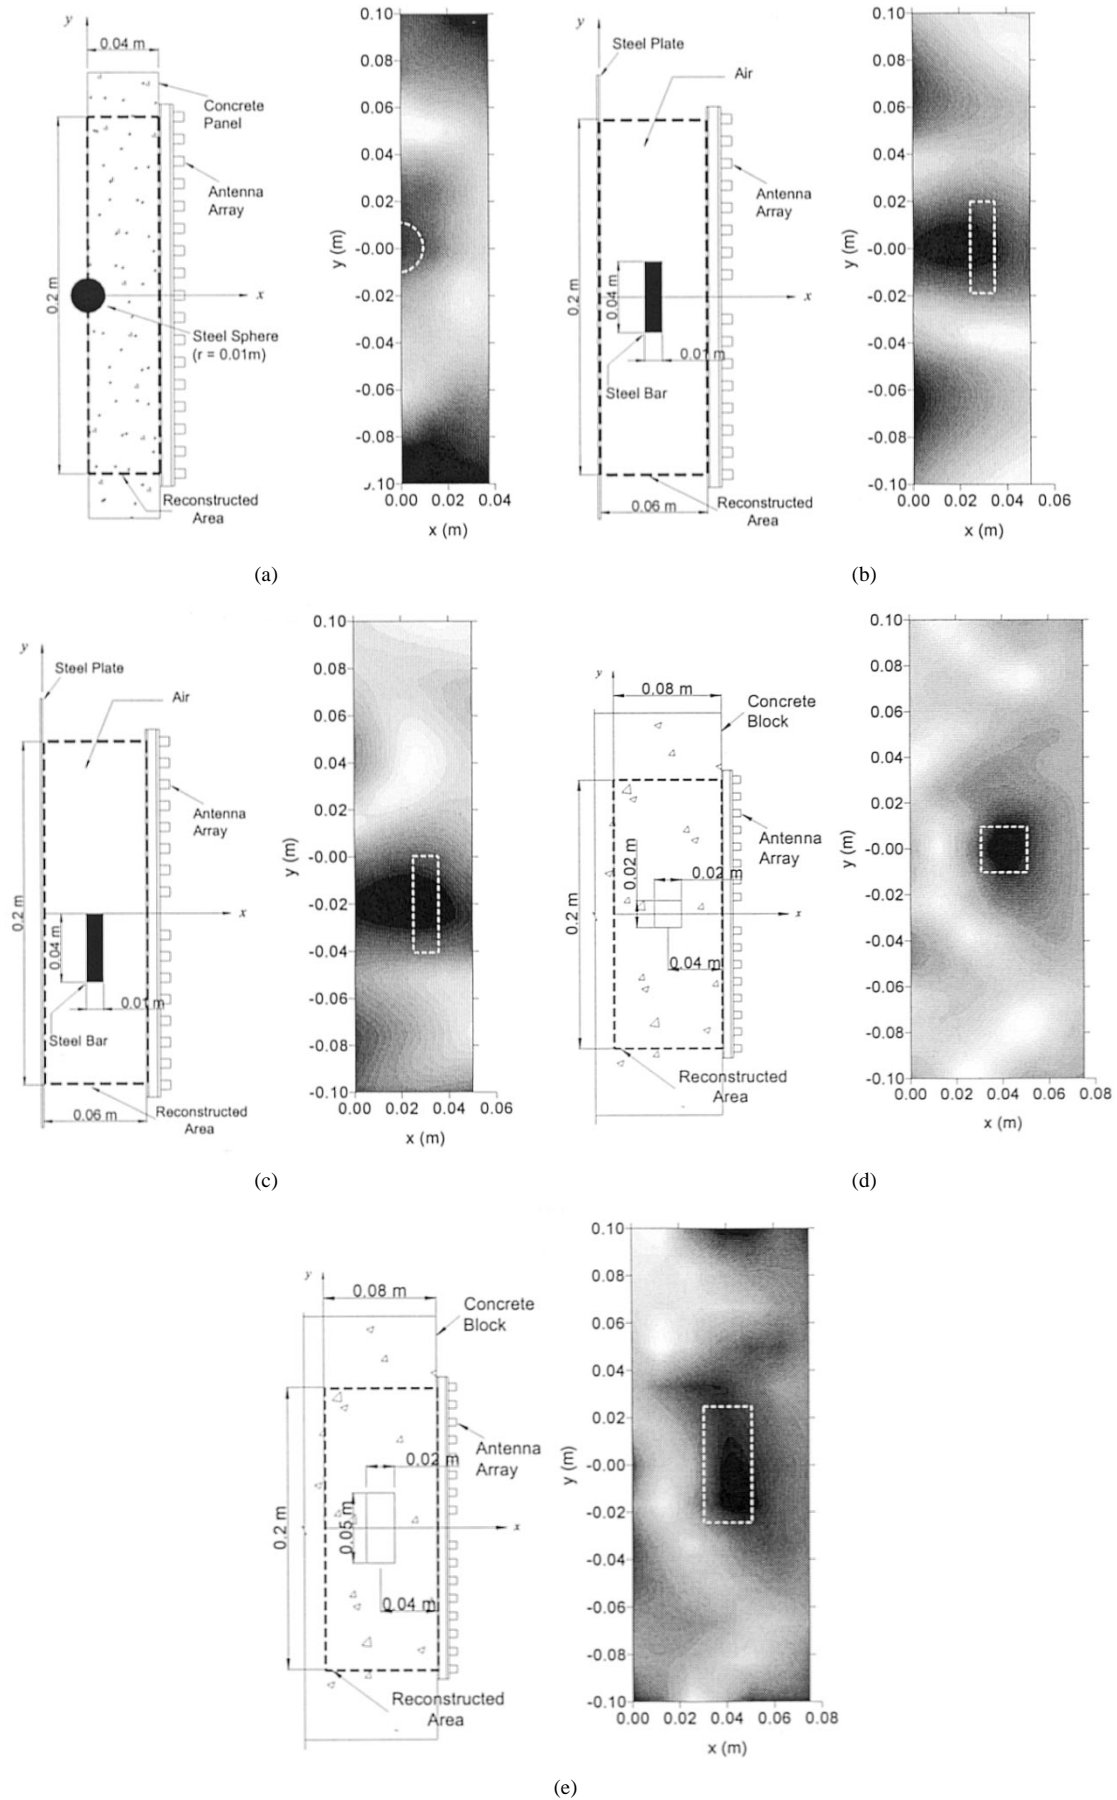 y
0.04 m
Concrete
Panel
Antenna
Array
0.2 m
x
Steel Sphere
(r = 0.01m)
Reconstructed
Area
0.10
0.08
0.06
0.04
0.02
-0.00
-0.02
-0.04
-0.06
-0.08
.10
y (m)
0.00 0.02 0.04
x (m)
(a)
y
Steel Plate
Air
Antenna
Array
0.2 m
0.04 m
x
0.01 m
Steel Bar
Reconstructed
Area
0.06 m
0.10
0.08
0.06
0.04
0.02
-0.00
-0.02
-0.04
-0.06
-0.08
-0.10
y (m)
0.00 0.02 0.04 0.06
x (m)
(b)
y
Steel Plate
Air
Antenna
Array
0.2 m
x
0.04 m
0.01 m
Steel Bar
Reconstructed
Area
0.06 m
0.10
0.08
0.06
0.04
0.02
-0.00
-0.02
-0.04
-0.06
-0.08
-0.10
y (m)
0.00 0.02 0.04 0.06
x (m)
(c)
y
0.08 m
Concrete
Block
Antenna
Array
0.02 m
0.02 m
0.2 m
x
0.04 m
Reconstructed
Area
0.10
0.08
0.06
0.04
0.02
-0.00
-0.02
-0.04
-0.06
-0.08
-0.10
y (m)
0.00 0.02 0.04 0.06 0.08
x (m)
(d)
y
0.08 m
Concrete
Block
Antenna
Array
0.02 m
0.2 m
0.05 m
x
0.04 m
Reconstructed
Area
0.10
0.08
0.06
0.04
0.02
-0.00
-0.02
-0.04
-0.06
-0.08
-0.10
y (m)
0.00 0.02 0.04 0.06 0.08
x (m)
(e)